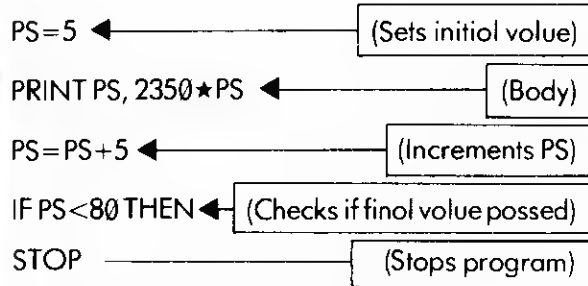 PS=5 (Sets initiol volue)
PRINT PS, 2350★PS (Body)
PS=PS+5 (Increments PS)
IF PS<80 THEN (Checks if finol volue possed)
STOP (Stops program)